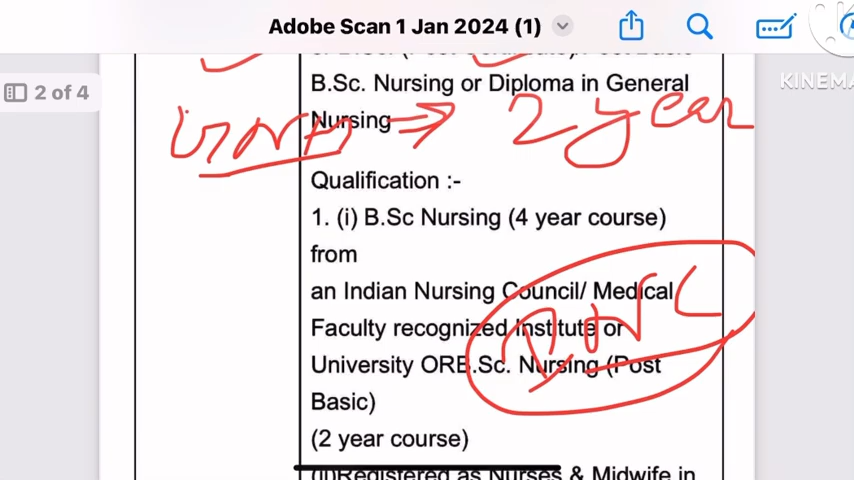 Adobe Scan 1 Jan 2024 (1)
KINEMA
2 of 4
B.Sc. Nursing or Diploma in General
Nursing
GNM → 2 year
Qualification :-
1. (i) B.Sc Nursing (4 year course)
from
an Indian Nursing Council/ Medical
Faculty recognized Institute or
University ORB.Sc. Nursing (Post
Basic)
(2 year course)
(i)Registered as Nurses & Midwife in